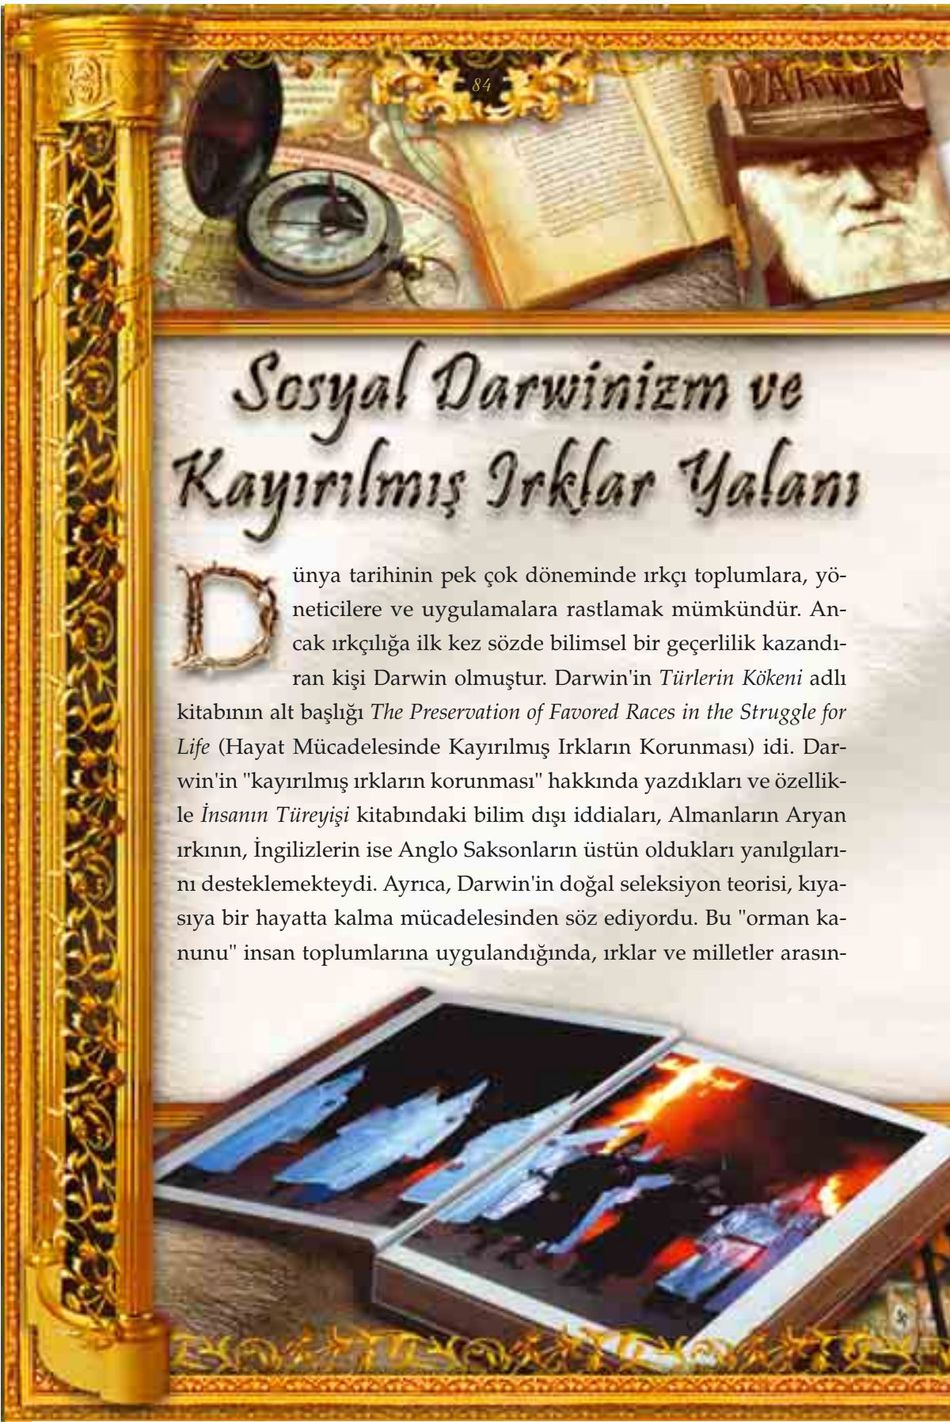 84
DARWIN
Sosyal Darwinizm ve
Kayırılmış Irklar Yalanı
Dünya tarihinin pek çok döneminde ırkçı toplumlara, yö-
neticilere ve uygulamalara rastlamak mümkündür. An-
cak ırkçılığa ilk kez sözde bilimsel bir geçerlilik kazandı-
ran kişi Darwin olmuştur. Darwin'in Türlerin Kökeni adlı
kitabının alt başlığı The Preservation of Favored Races in the Struggle for
Life (Hayat Mücadelesinde Kayırılmış Irkların Korunması) idi. Dar-
win'in "kayırılmış ırkların korunması" hakkında yazdıkları ve özellik-
le İnsanın Türeyişi kitabındaki bilim dışı iddiaları, Almanların Aryan
ırkının, İngilizlerin ise Anglo Saksonların üstün oldukları yanılgıları-
nı desteklemekteydi. Ayrıca, Darwin'in doğal seleksiyon teorisi, kıya-
sıya bir hayatta kalma mücadelesinden söz ediyordu. Bu "orman ka-
nunu" insan toplumlarına uygulandığında, ırklar ve milletler arasın-